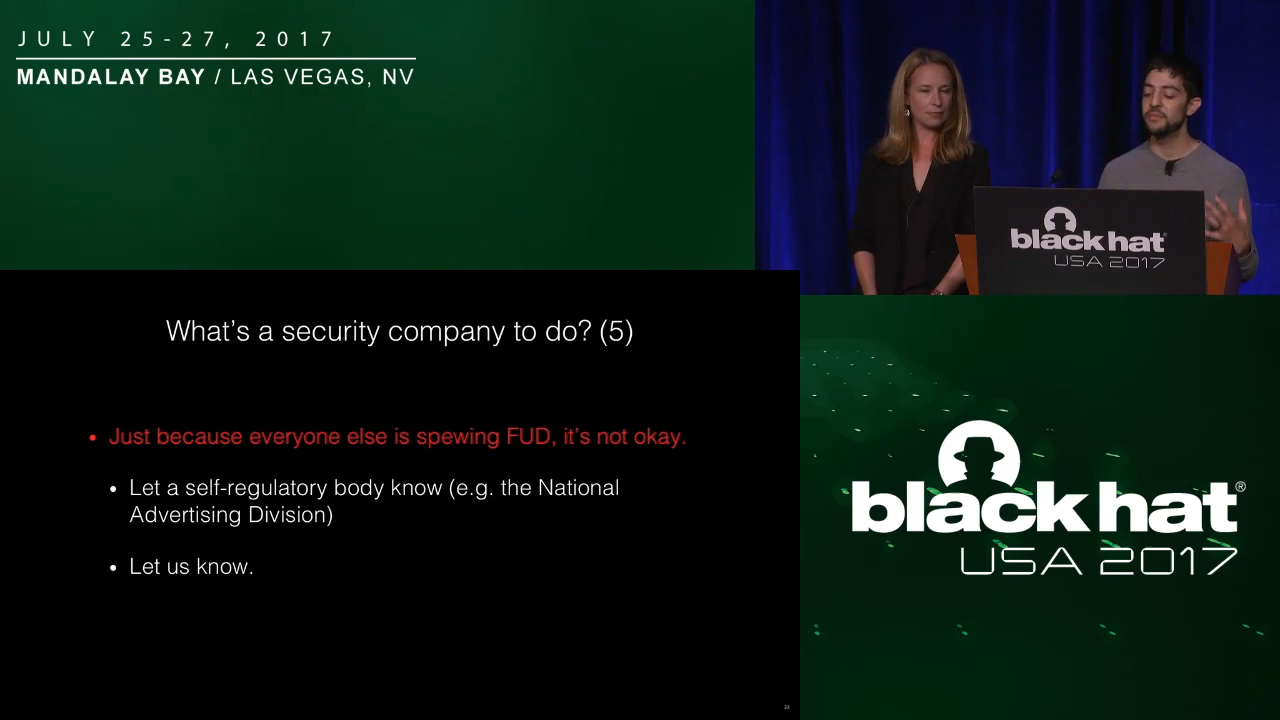 JULY 25-27, 2017
MANDALAY BAY / LAS VEGAS, NV
black hat®
USA 2017
What's a security company to do? (5)
• Just because everyone else is spewing FUD, it's not okay.
• Let a self-regulatory body know (e.g. the National
Advertising Division)
• Let us know.
33
black hat®
USA 2017